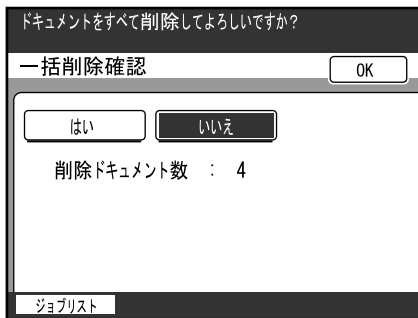 ドキュメントをすべて削除してよろしいですか?
一括削除確認
OK
はい いいえ
削除ドキュメント数 : 4
ジョブリスト